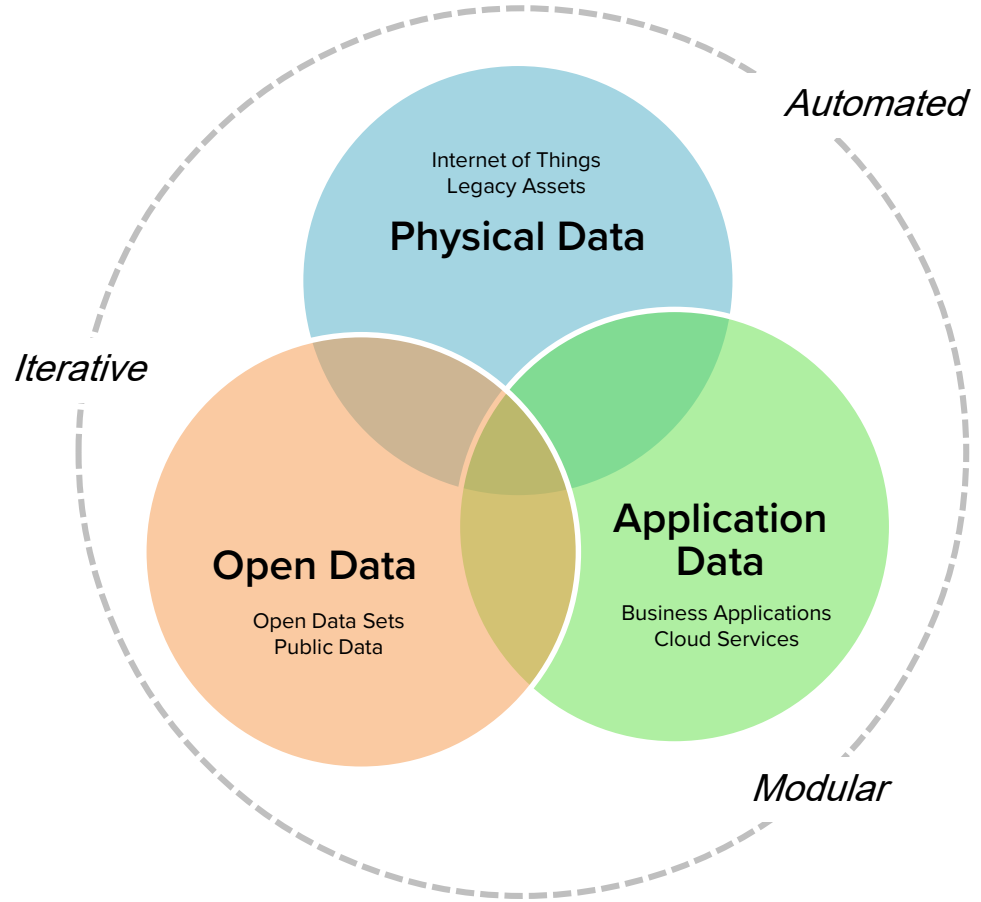 Automated
Internet of Things
Legacy Assets
Physical Data
Iterative
Application
Data
Business Applications
Cloud Services
Open Data
Open Data Sets
Public Data
Modular